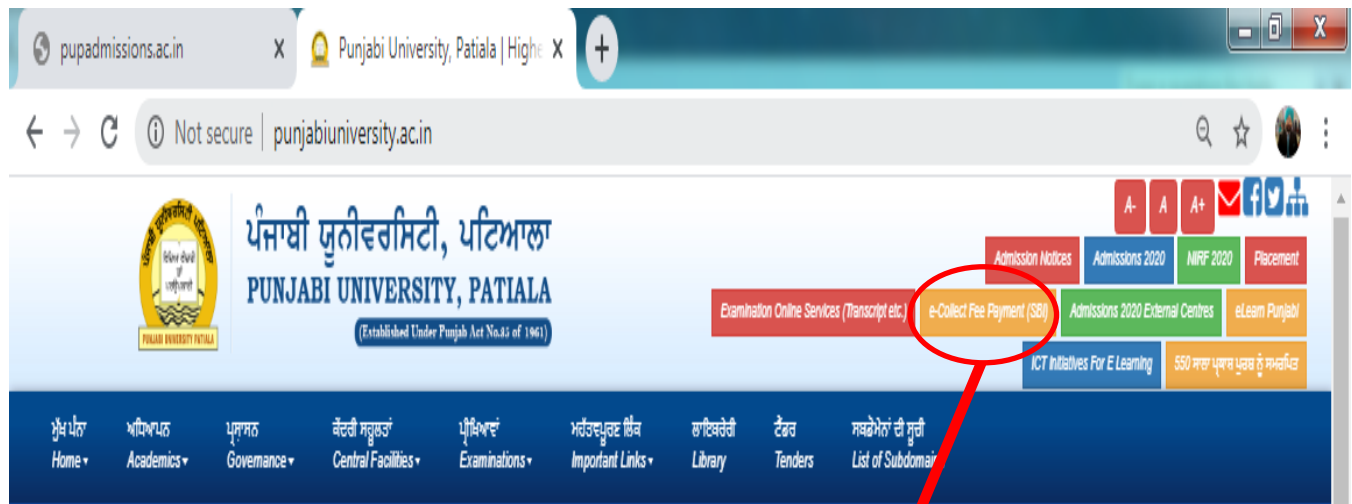 pupadmissions.ac.in
Punjabi University, Patiala | Highe
Not secure | punjabiuniversity.ac.in
ਪੰਜਾਬੀ ਯੂਨੀਵਰਸਿਟੀ, ਪਟਿਆਲਾ
PUNJABI UNIVERSITY, PATIALA
(Established Under Punjab Act No.35 of 1961)
PUNJABI UNIVERSITY PATIALA
A- A A+
Admission Notices Admissions 2020 NIRF 2020 Placement
Examination Online Services (Transcript etc.) e-Collect Fee Payment (SBI) Admissions 2020 External Centres eLearn Punjabi
ICT Initiatives For E Learning 550 ਸਾਲਾ ਪ੍ਰਕਾਸ਼ ਪੁਰਬ ਨੂੰ ਸਮਰਪਿਤ
ਮੁੱਖ ਪੰਨਾ ਅਧਿਆਪਨ ਪ੍ਰਸ਼ਾਸਨ ਕੇਂਦਰੀ ਸਹੂਲਤਾਂ ਪ੍ਰੀਖਿਆਵਾਂ ਮਹੱਤਵਪੂਰਣ ਲਿੰਕ ਲਾਇਬਰੇਰੀ ਟੈਂਡਰ ਸਬਡੋਮੇਨਾਂ ਦੀ ਸੂਚੀ
Home Academics Governance Central Facilities Examinations Important Links Library Tenders List of Subdomains